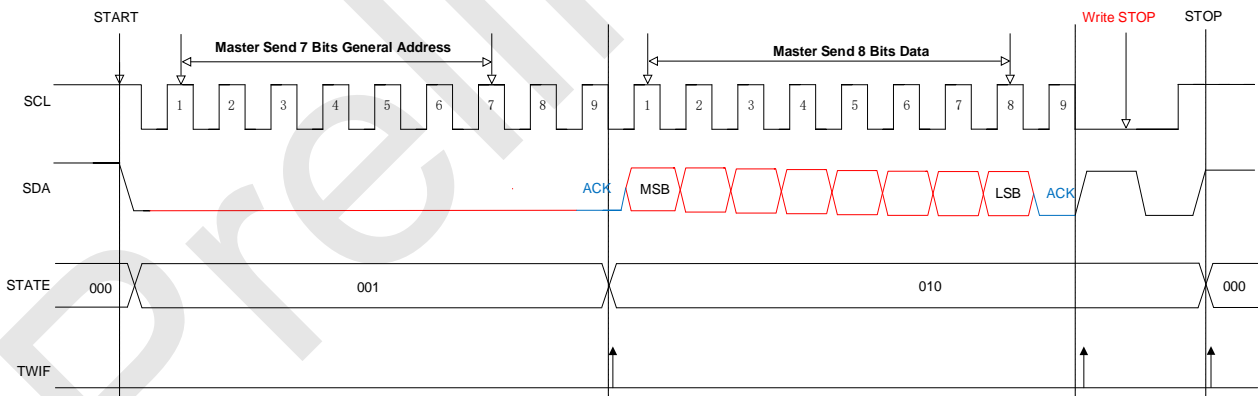 START
Write STOP
STOP
Master Send 7 Bits General Address
Master Send 8 Bits Data
SCL
1 2 3 4 5 6 7 8 9 1 2 3 4 5 6 7 8 9
SDA
ACK MSB LSB ACK
STATE
000 001 010 000
TWIF